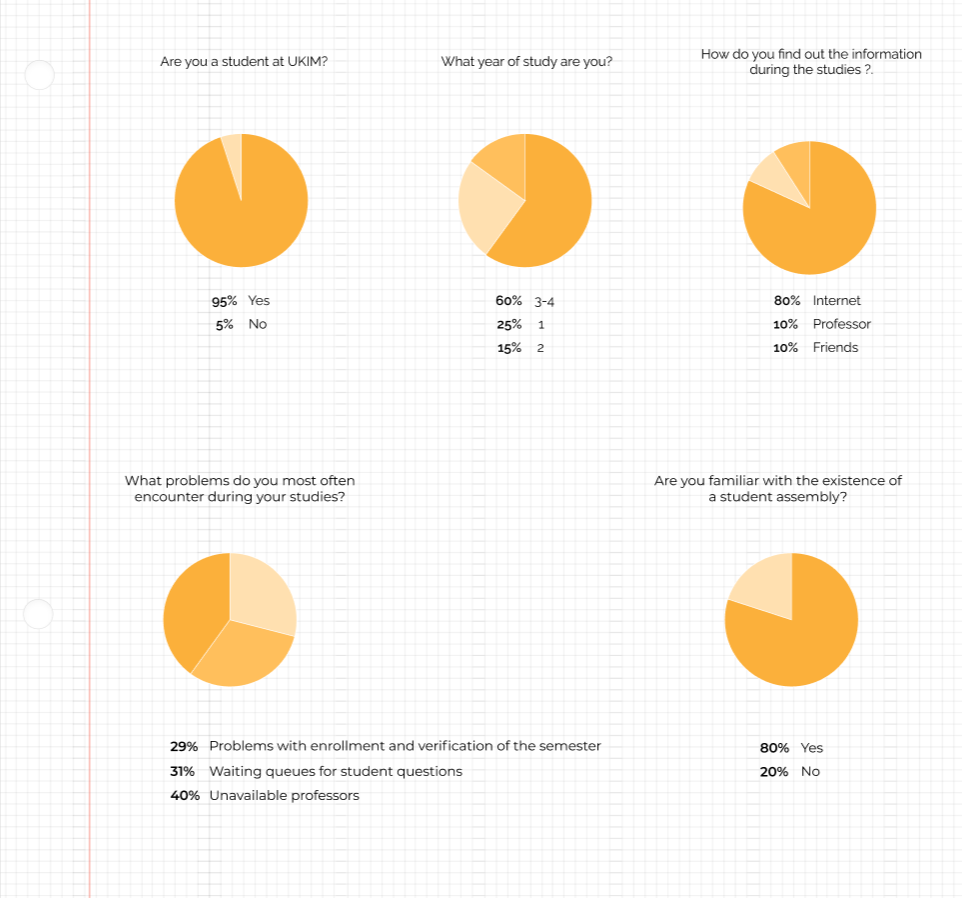 Are you a student at UKIM?
95% Yes
5% No
What year of study are you?
60% 3-4
25% 1
15% 2
How do you find out the information
during the studies ?.
80% Internet
10% Professor
10% Friends
What problems do you most often
encounter during your studies?
29% Problems with enrollment and verification of the semester
31% Waiting queues for student questions
40% Unavailable professors
Are you familiar with the existence of
a student assembly?
80% Yes
20% No